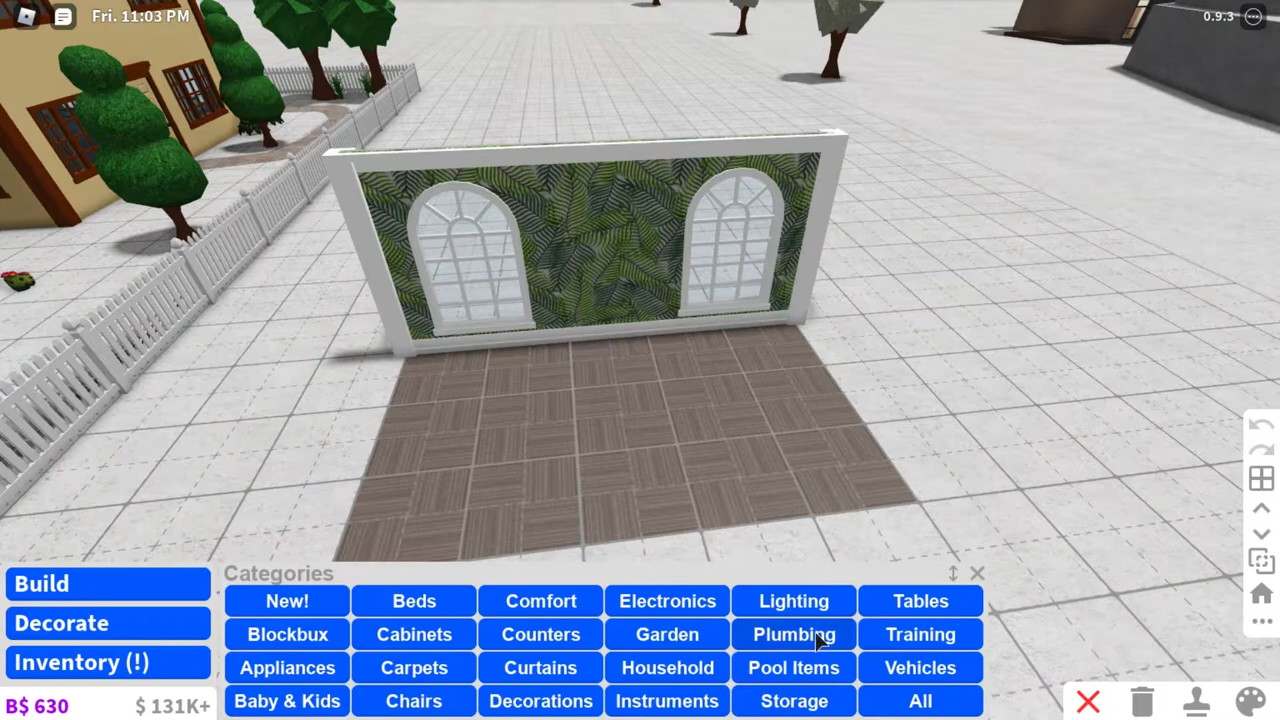 Fri. 11:03 PM
0.9.3
Categories
Build
Decorate
Inventory (!)
B$ 630
$ 131K+
New! Beds Comfort Electronics Lighting Tables
Blockbux Cabinets Counters Garden Plumbing Training
Appliances Carpets Curtains Household Pool Items Vehicles
Baby & Kids Chairs Decorations Instruments Storage All